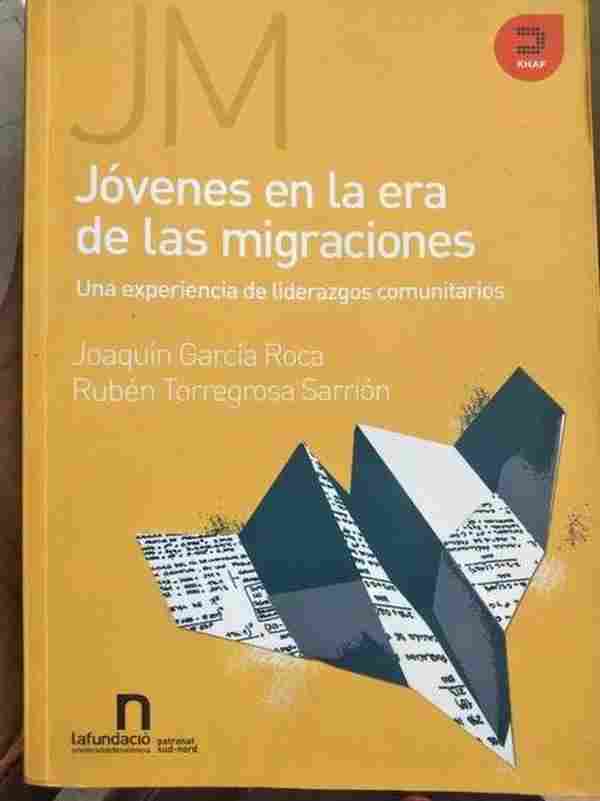 JM
KHAF
Jóvenes en la era
de las migraciones
Una experiencia de liderazgos comunitarios
Joaquín García Roca
Rubén Torregrosa Sarrión
n
lafundació patronat
sud-nord